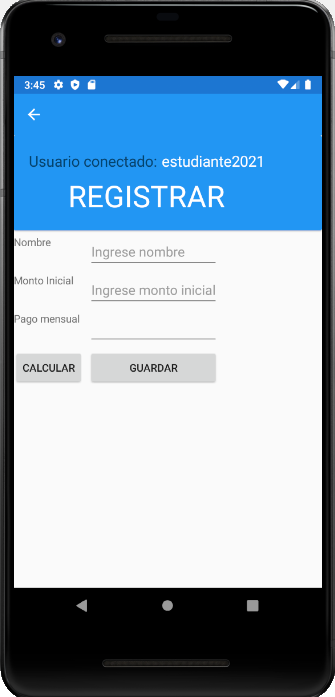 3:45
Usuario conectado: estudiante2021
REGISTRAR
Nombre
Ingrese nombre
Monto Inicial
Ingrese monto inicial
Pago mensual
CALCULAR
GUARDAR